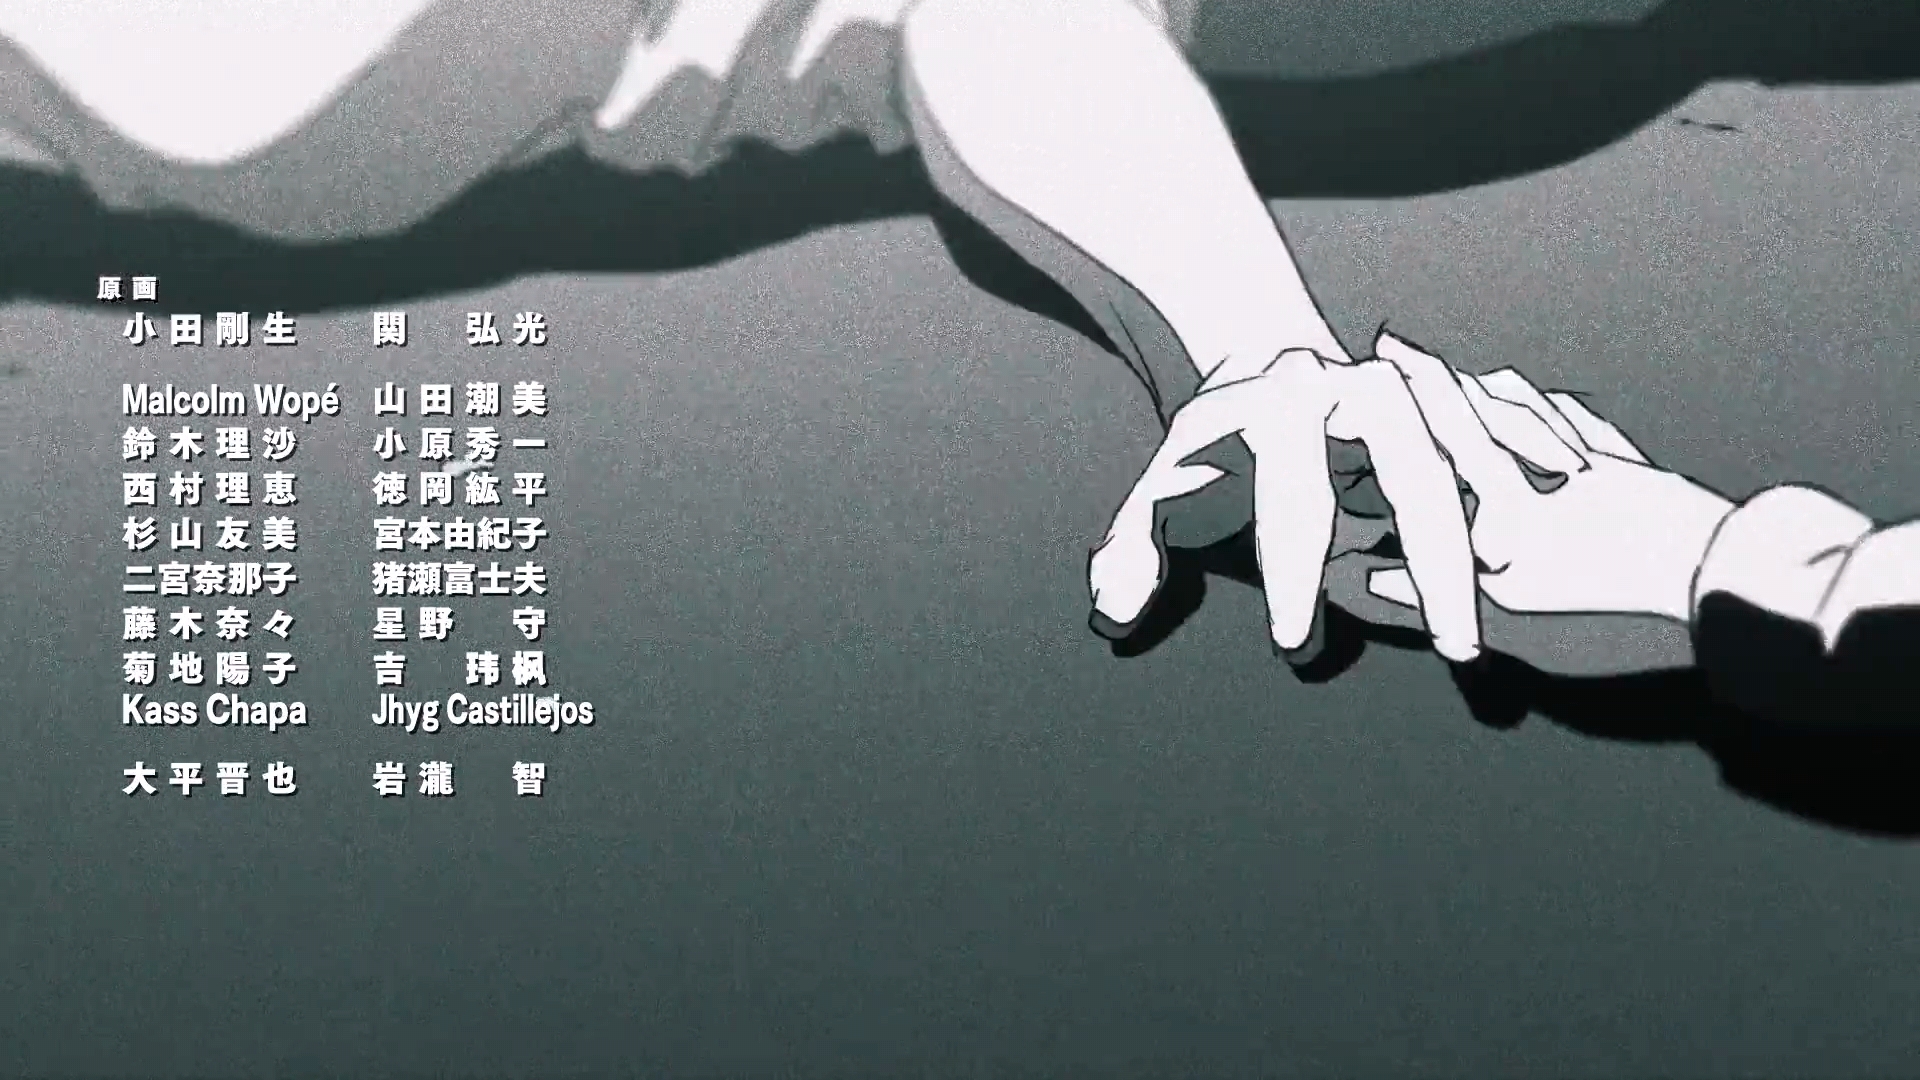 原画
小田剛生 関 弘光
Malcolm Wopé 山田潮美
鈴木理沙 小原秀一
西村理恵 徳岡紘平
杉山友美 宮本由紀子
二宮奈那子 猪瀬富士夫
藤木奈々 星野 守
菊地陽子 吉 玮枫
Kass Chapa Jhyg Castillejos
大平晋也 岩瀧 智